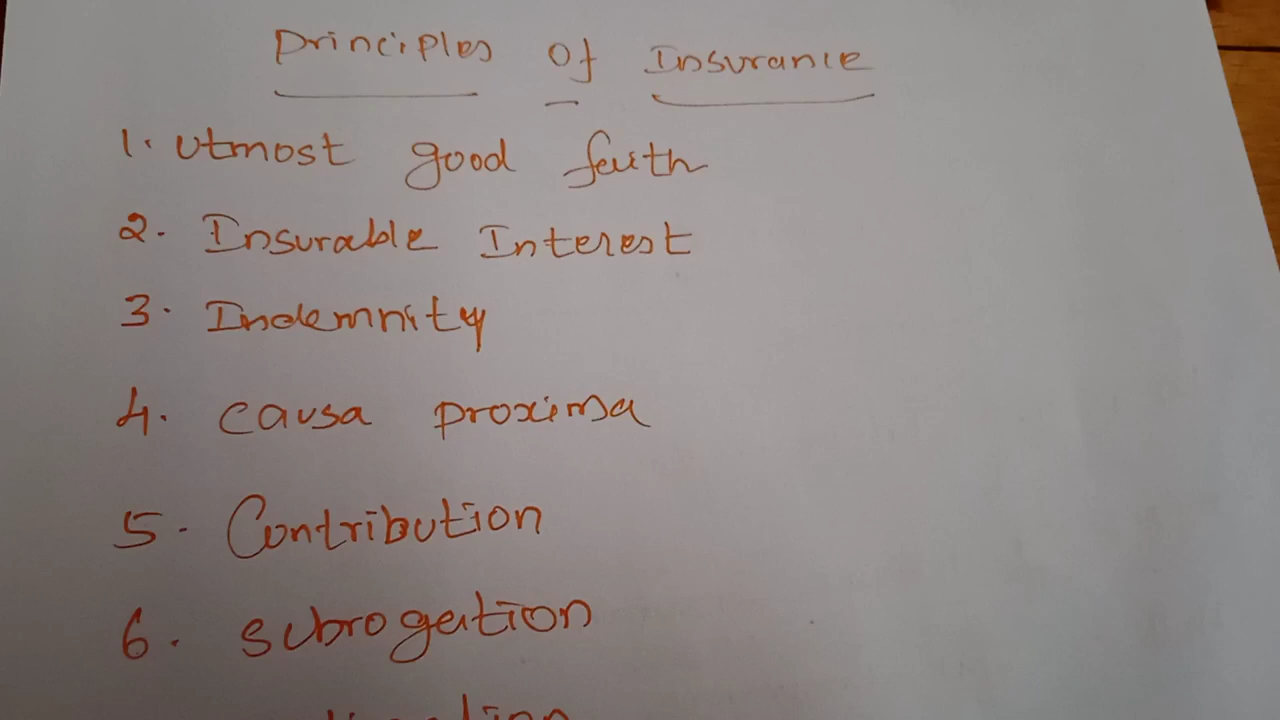 Principles of Insurance
1. utmost good faith
2. Insurable Interest
3. Indemnity
4. causa proxima
5. Contribution
6. subrogation